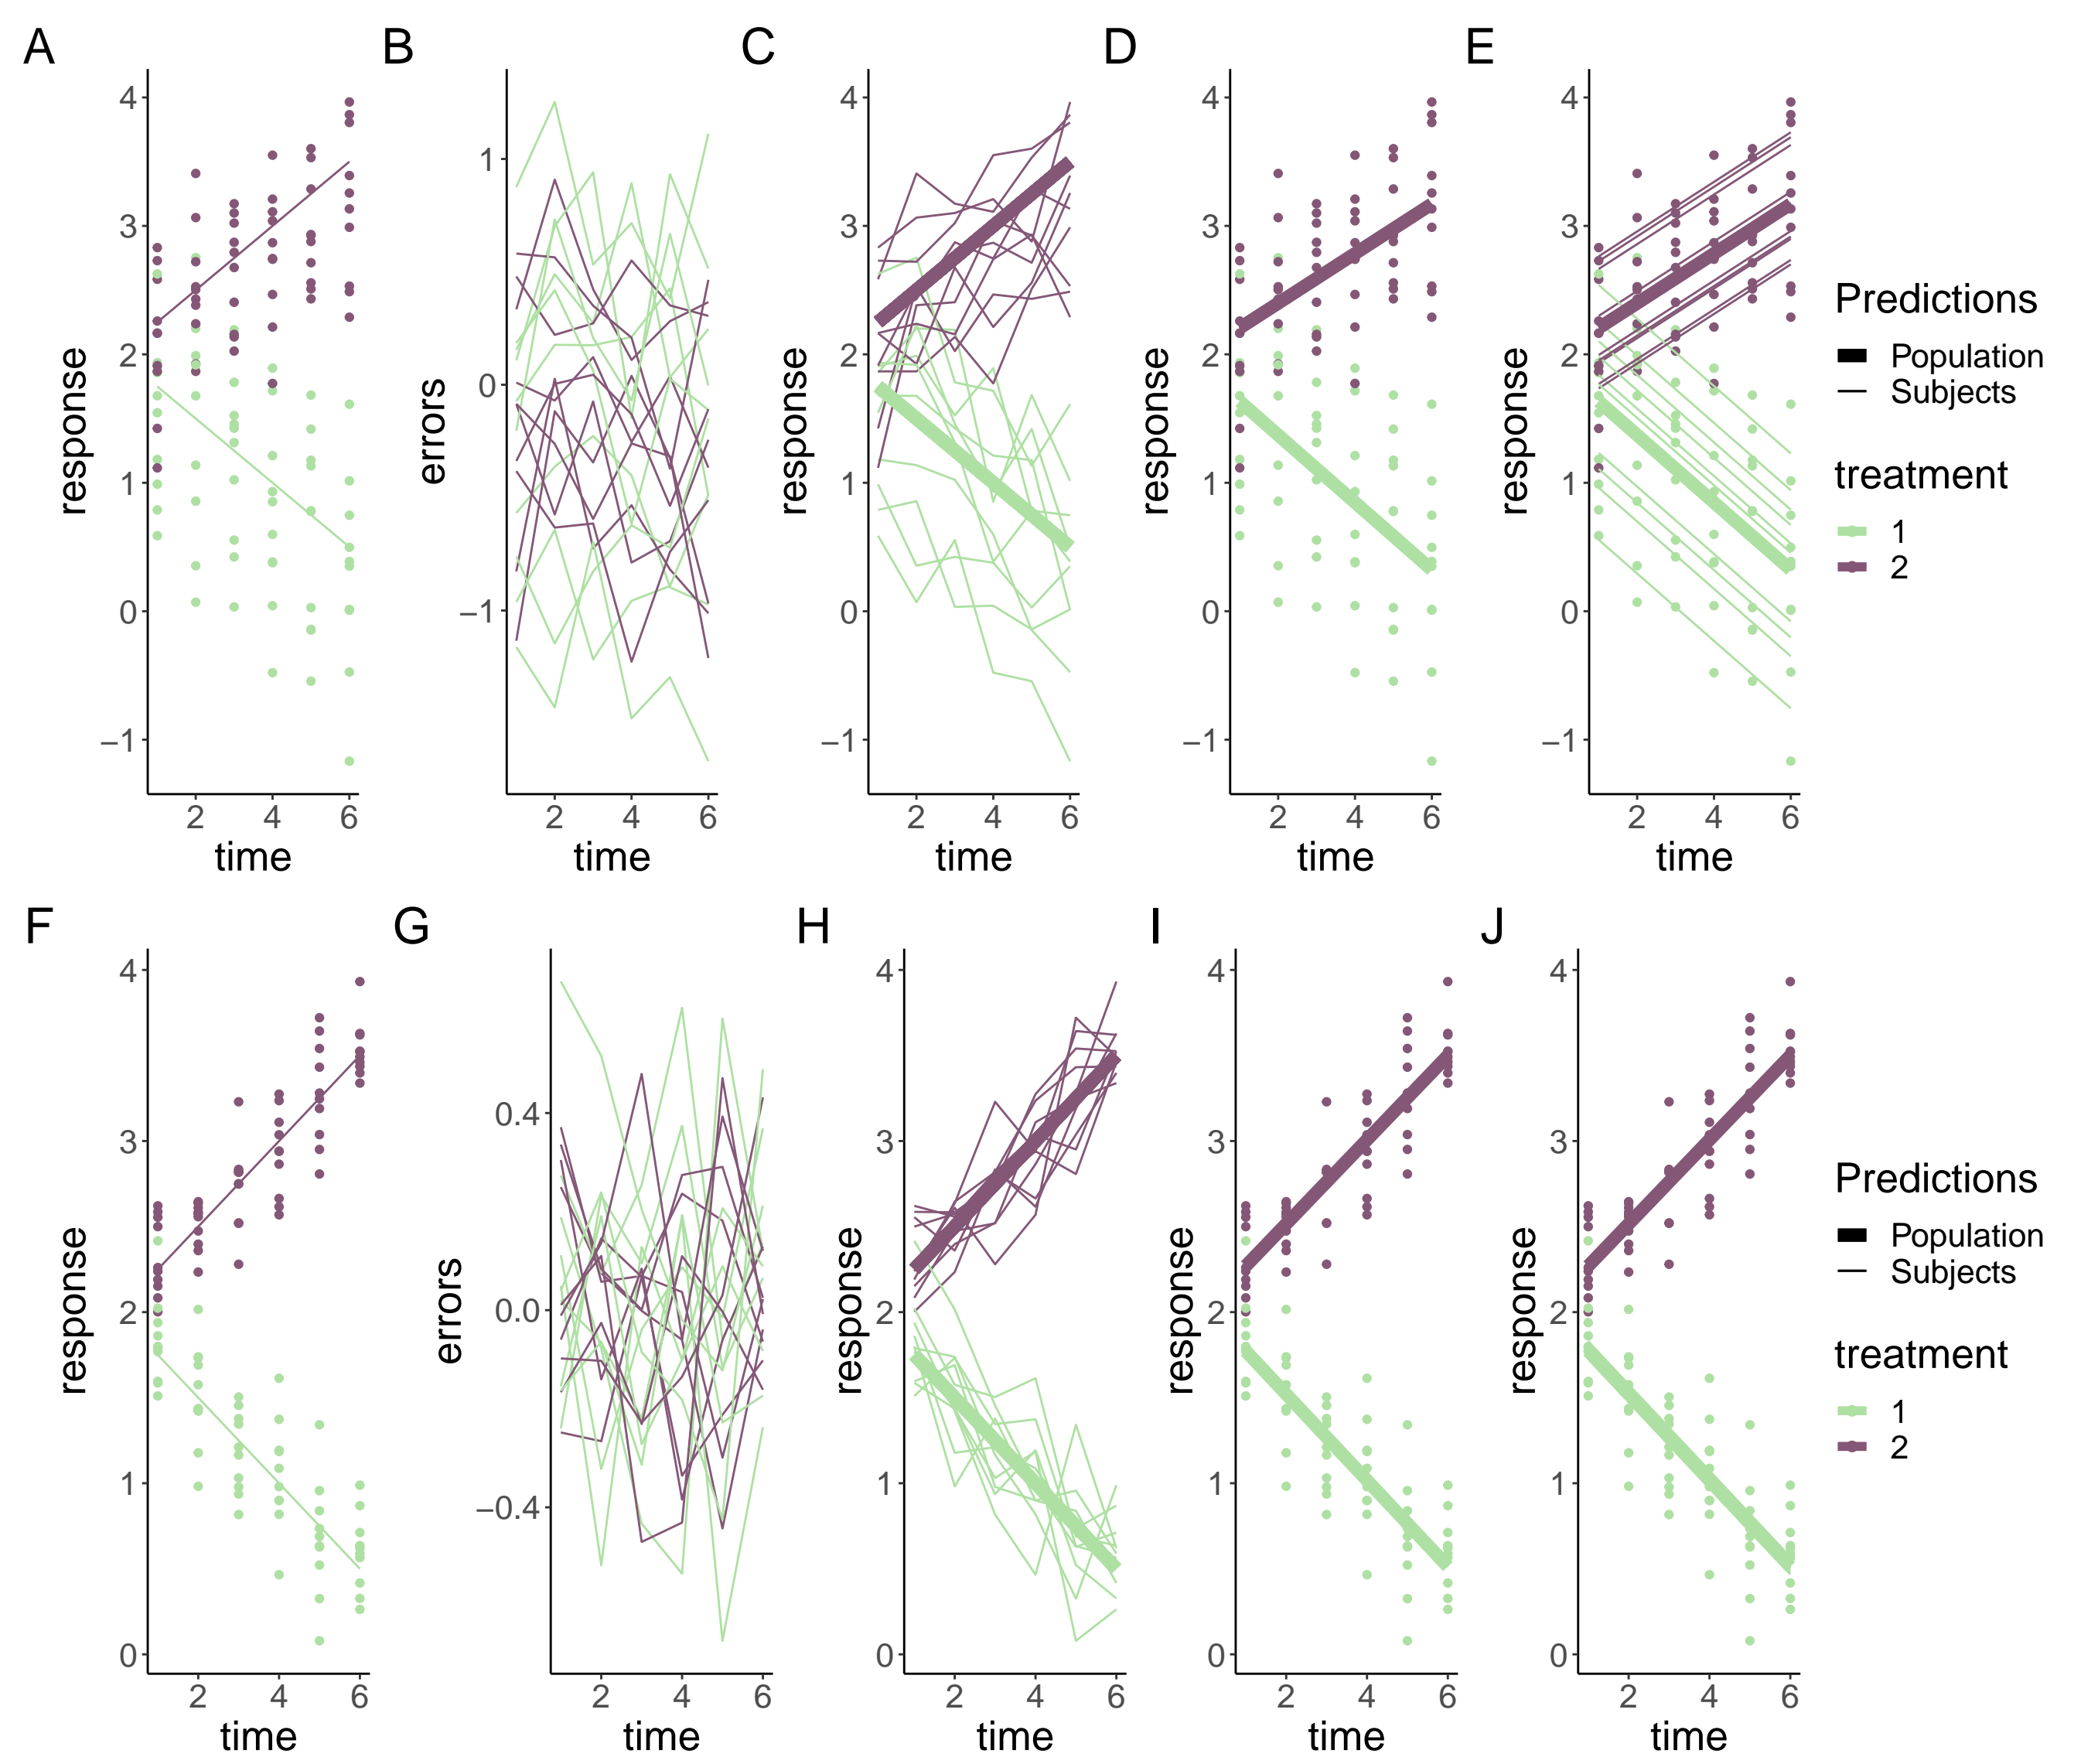 A
B
C
D
E
4
3
2
1
0
−1
response
2 4 6
time
1
0
−1
errors
2 4 6
time
4
3
2
1
0
−1
response
2 4 6
time
4
3
2
1
0
−1
response
2 4 6
time
4
3
2
1
0
−1
response
2 4 6
time
Predictions
Population
Subjects
treatment
1
2
F
G
H
I
J
4
3
2
1
0
response
2 4 6
time
0.4
0.0
−0.4
errors
2 4 6
time
4
3
2
1
0
response
2 4 6
time
4
3
2
1
0
response
2 4 6
time
4
3
2
1
0
response
2 4 6
time
Predictions
Population
Subjects
treatment
1
2